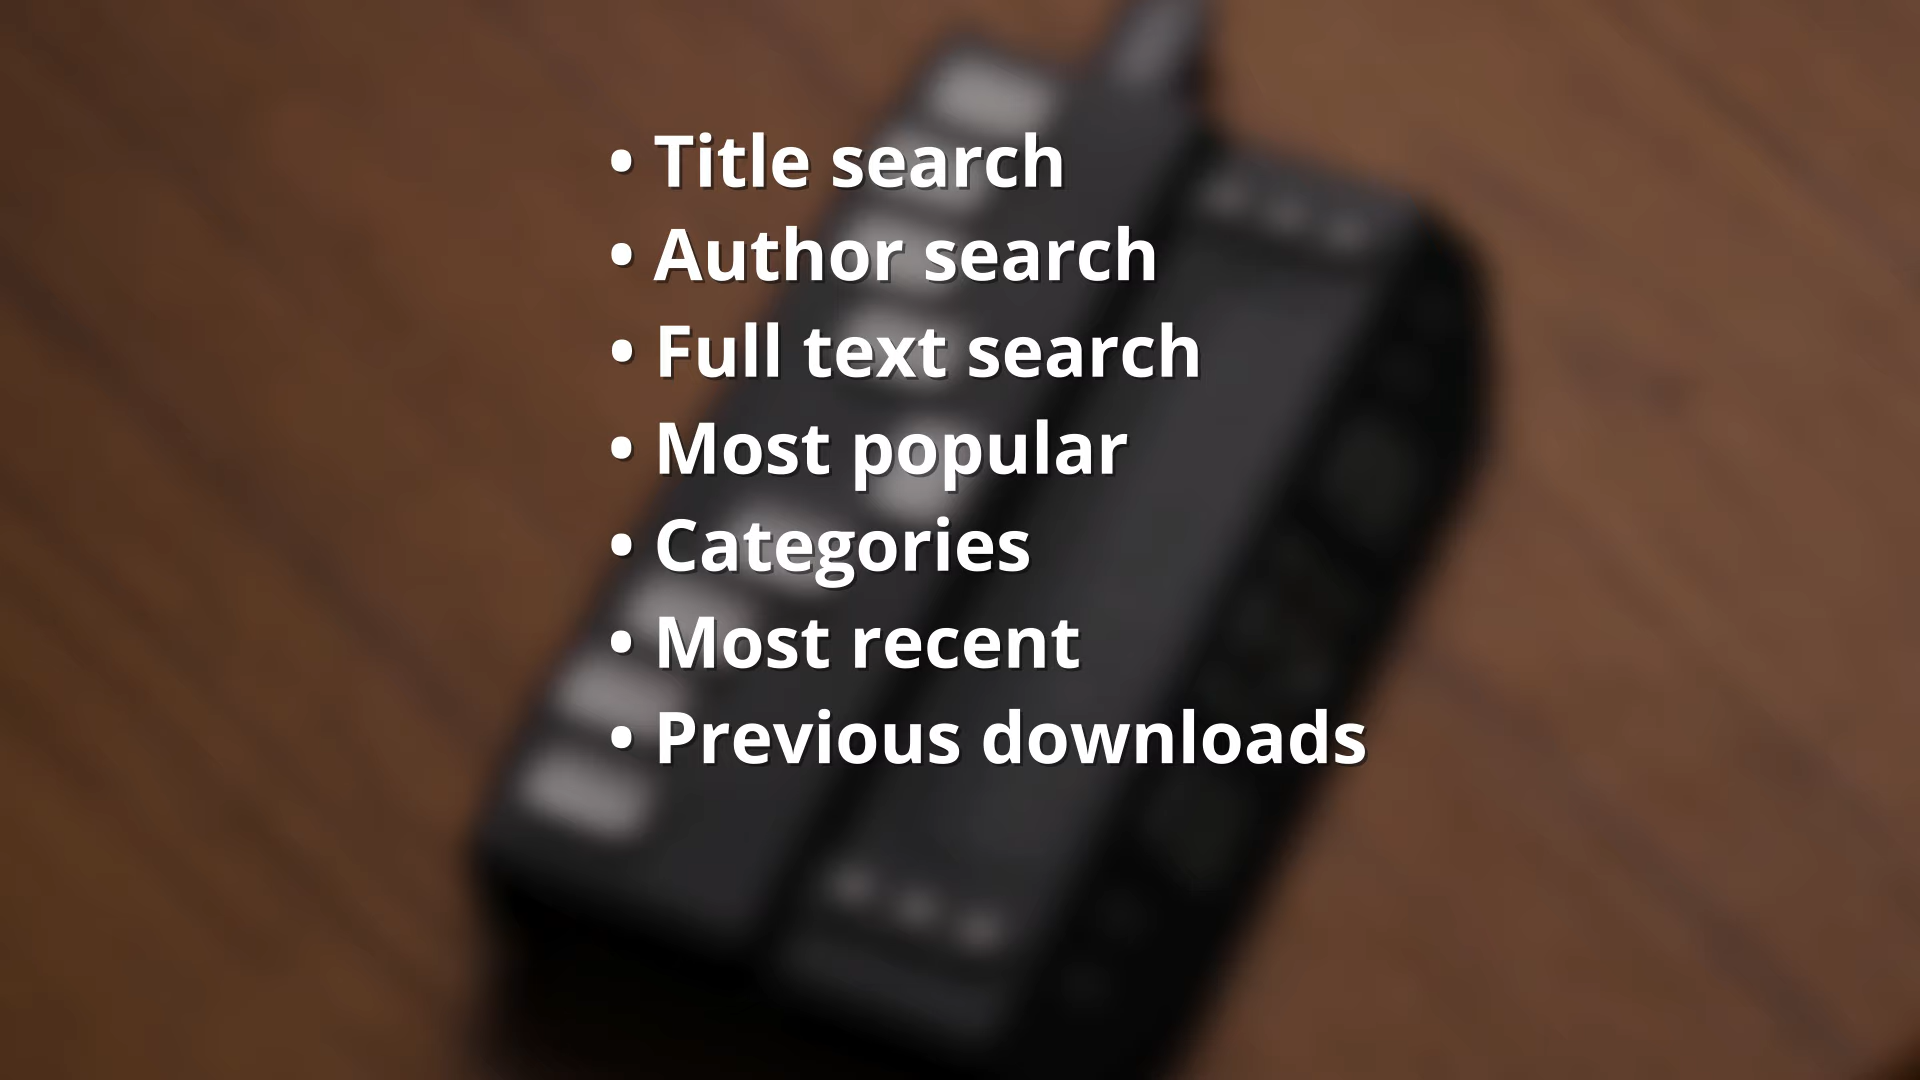 • Title search
• Author search
• Full text search
• Most popular
• Categories
• Most recent
• Previous downloads